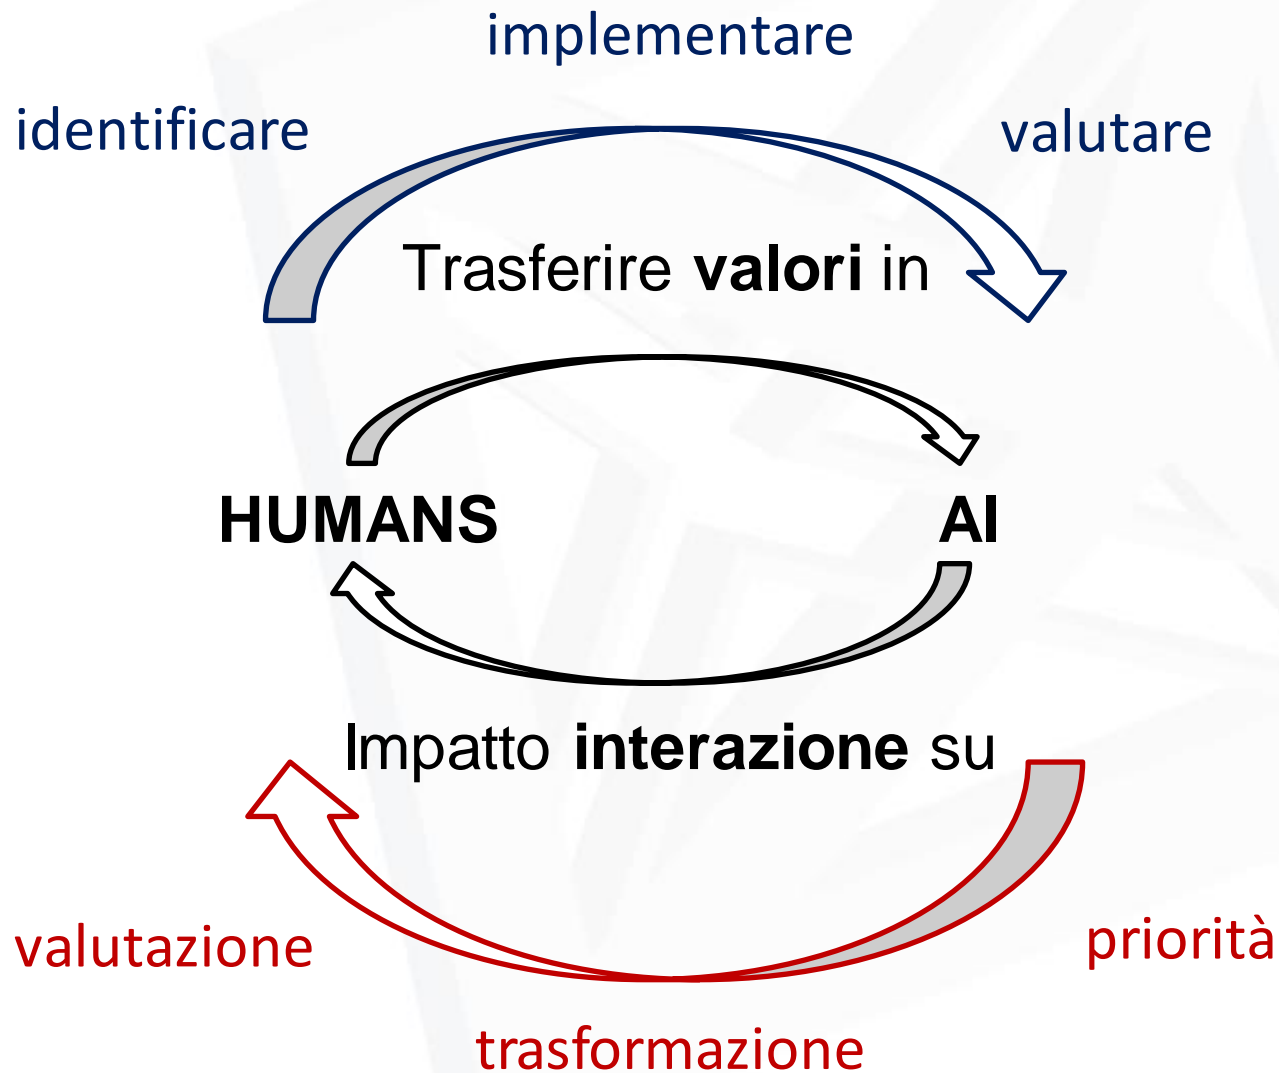 implementare
identificare
valutare
Trasferire valori in
HUMANS
AI
Impatto interazione su
valutazione
priorità
trasformazione